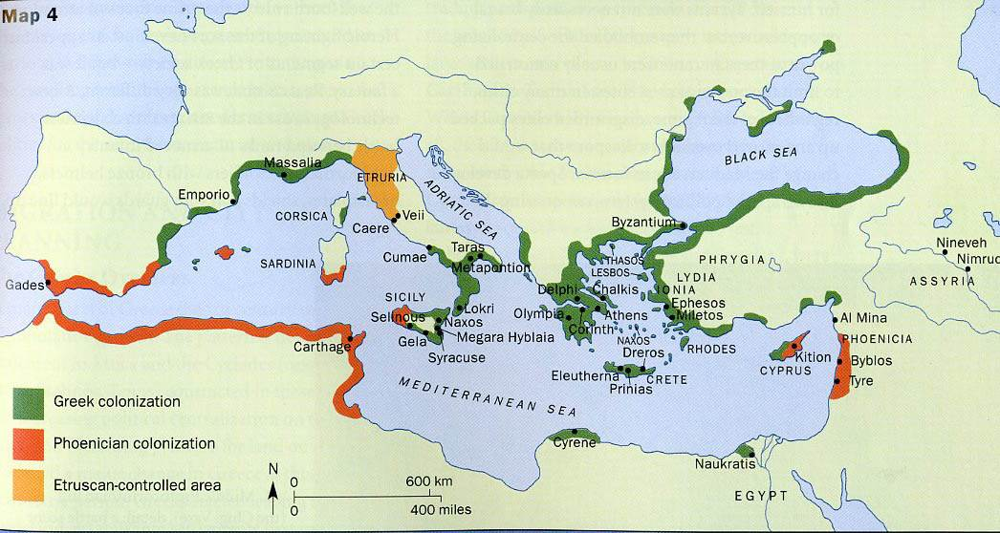 Map 4
BLACK SEA
Massalia
ETRURIA
Emporio
ADRIATIC SEA
CORSICA
Veii
Caere
Byzantium
Nineveh
Nimrud
Taras
Cumae
Metapontion
THASOS
LESBOS
PHRYGIA
SARDINIA
LYDIA
ASSYRIA
Gades
Delphi
Chalkis
IONIA
SICILY
Ephesos
Lokri
Olympia
Athens
Miletos
Selinous
Naxos
Al Mina
Corinth
Gela
Megara Hyblaia
NAXOS
PHOENICIA
Carthage
Dreros
RHODES
Syracuse
Kition
Byblos
CYPRUS
Eleutherna
CRETE
Tyre
Prinias
MEDITERRANEAN SEA
Greek colonization
Cyrene
Phoenician colonization
Naukratis
N
0
600 km
Etruscan-controlled area
0
400 miles
EGYPT